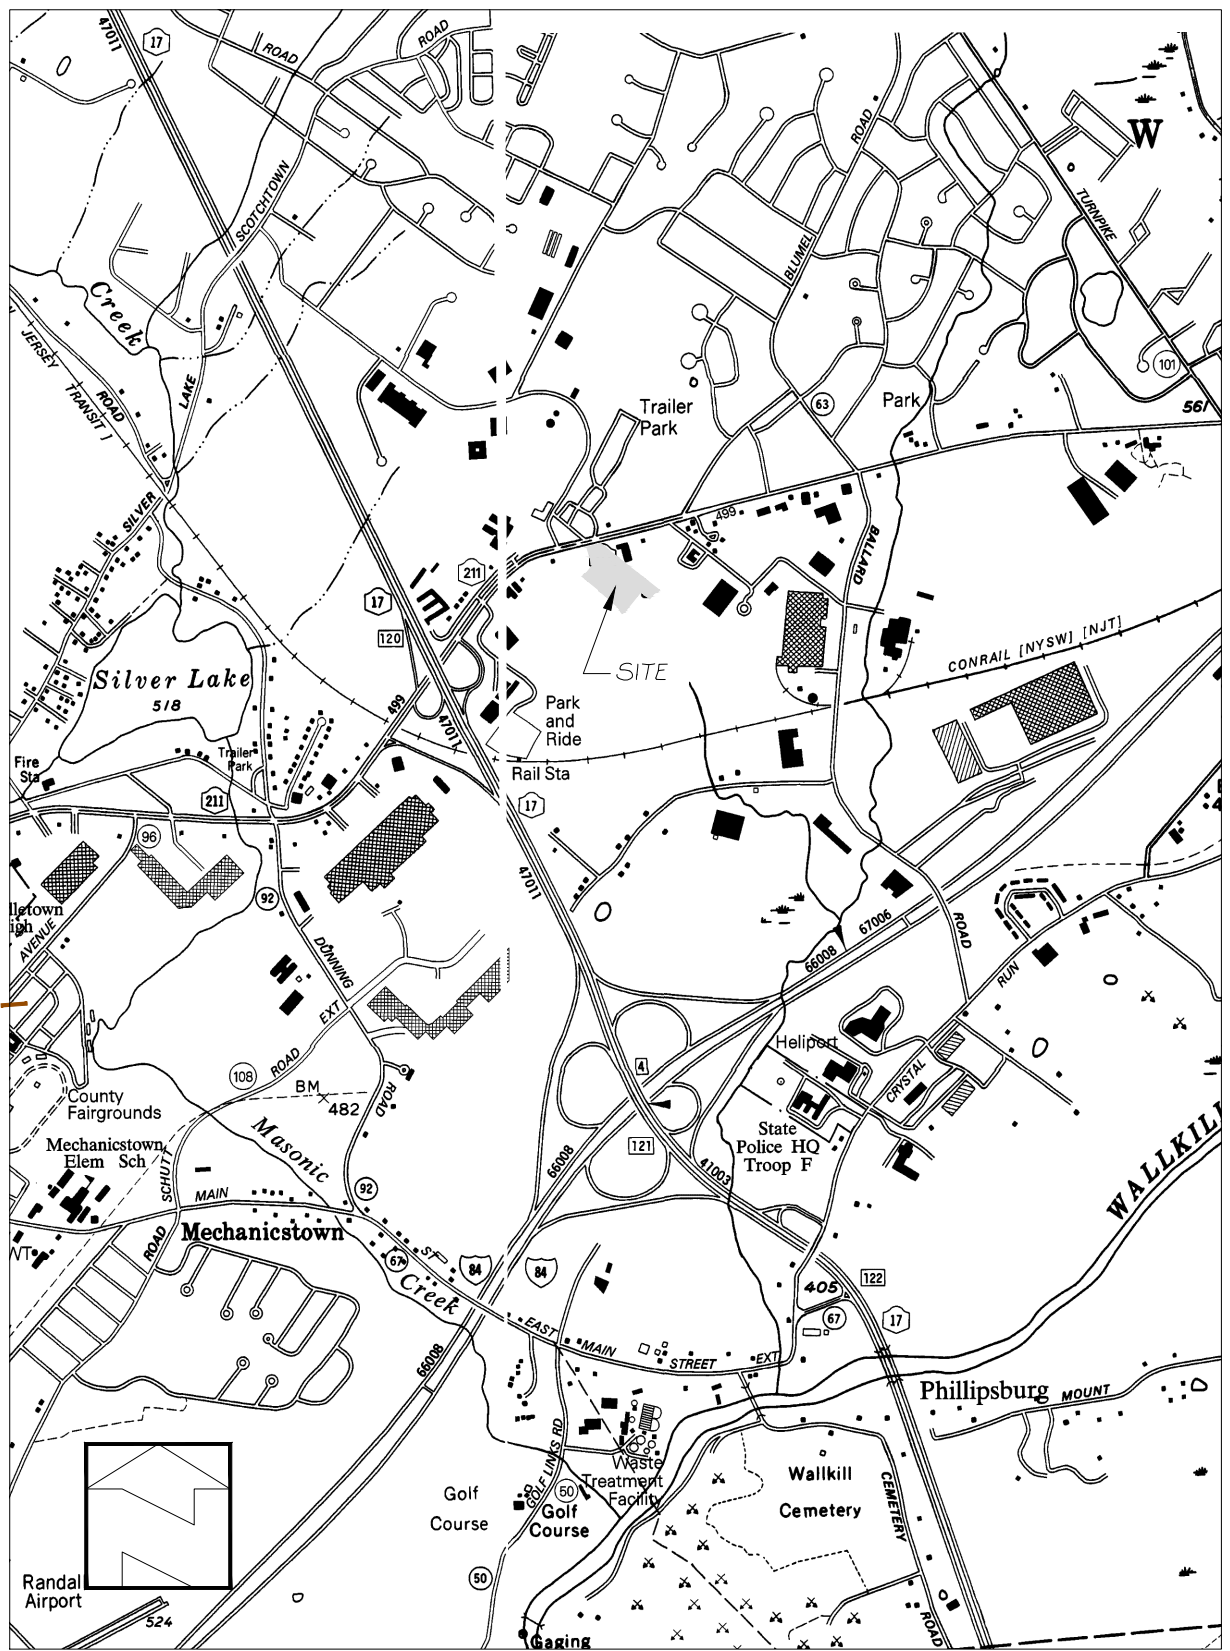 47011
17
ROAD
ROAD
ROAD
W
SCOTCHTOWN
TURNPIKE
BLUMEL
Creek
JERSEY
TRANSIT
ROAD
LAKE
101
561
63
Park
Trailer
Park
SILVER
499
BALLARD
211
17
120
CONRAIL [NYSW] [NJT]
SITE
Silver Lake
518
499
47011
Park
and
Ride
Rail Sta
Trailer
Park
Fire
Sta
211
17
96
47011
92
lletown
igh
AVENUE
DUNNING
67006
66008
ROAD
RUN
EXT
ROAD
108
BM
482
ROAD
Heliport
4
CRYSTAL
County
Fairgrounds
Mechanicstown
Elem Sch
Masonic
State
Police HQ
Troop F
121
66008
41003
WALLKILL
SCHUTT
92
MAIN
Mechanicstown
ROAD
67
ST
84
84
Creek
405
122
67
17
EAST
MAIN
STREET
EXT
66008
Phillipsburg
MOUNT
GOLF LINKS RD
Waste
Treatment
Facility
50
Golf
Course
Golf
Course
Wallkill
Cemetery
CEMETERY
ROAD
50
Randal
Airport
524
Gaging